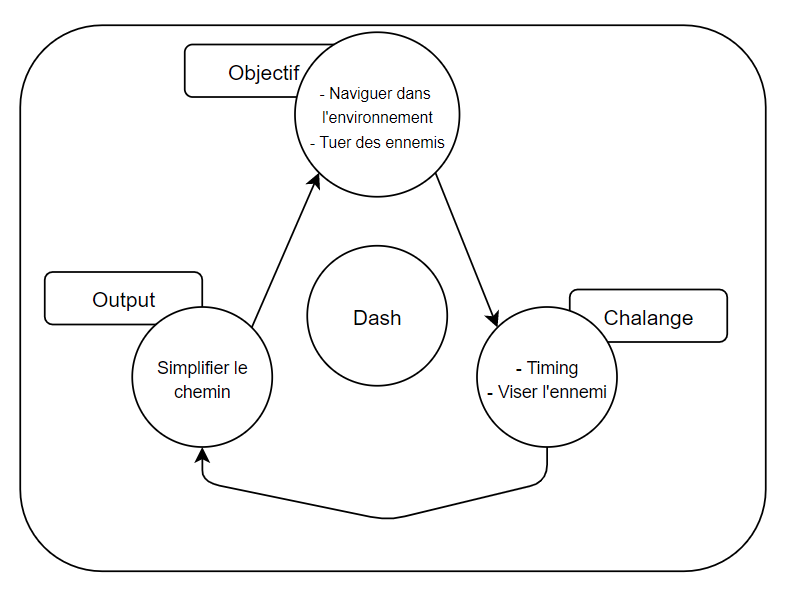 Objectif
- Naviguer dans
l'environnement
- Tuer des ennemis
Output
Dash
Chalange
Simplifier le
chemin
- Timing
- Viser l'ennemi